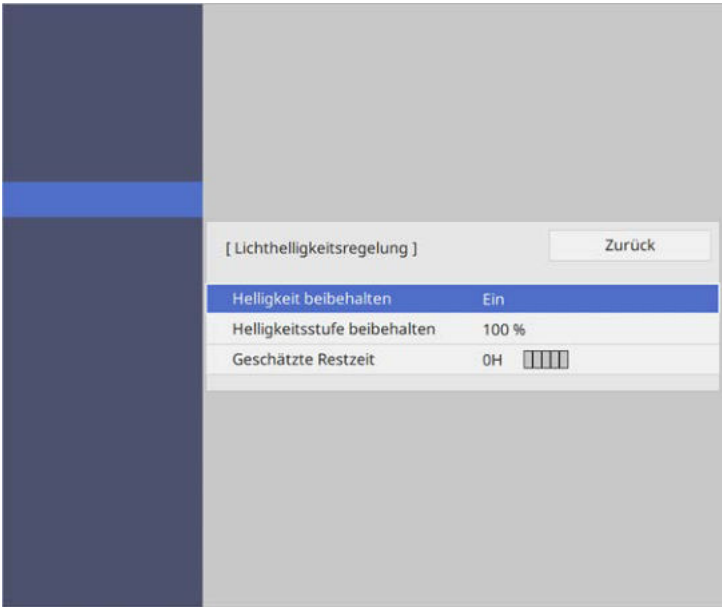 [ Lichthelligkeitsregelung ] Zurück
Helligkeit beibehalten Ein
Helligkeitsstufe beibehalten 100 %
Geschätzte Restzeit 0H